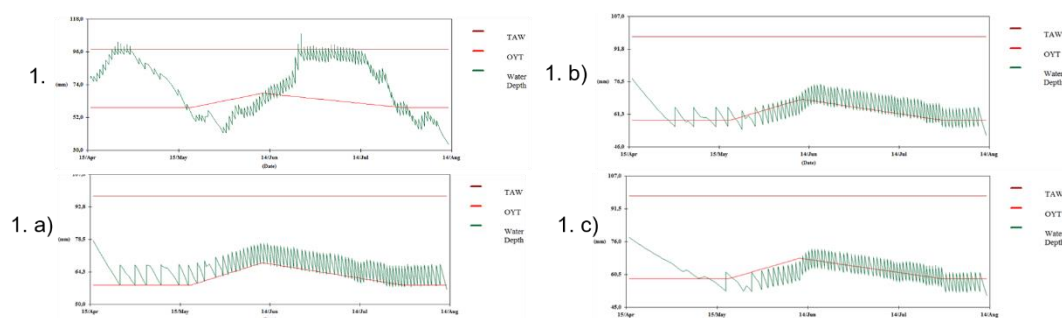 1.
110,0
96,0
74,0
52,0
30,0
(mm)
15/Apr
15/May
14/Jun
14/Jul
14/Aug
(Date)
TAW
OYT
Water
Depth
1. b)
107,0
91,8
61,3
46,0
(mm)
15/Apr
15/May
14/Jun
14/Jul
14/Aug
(Date)
TAW
OYT
Water
Depth
1. a)
107,0
78,5
64,3
50,0
(mm)
15/Apr
15/May
14/Jun
14/Jul
14/Aug
TAW
OYT
Water
Depth
1. c)
107,0
91,5
76,0
60,5
45,0
(mm)
15/Apr
15/May
14/Jun
14/Jul
14/Aug
(Date)
TAW
OYT
Water
Depth